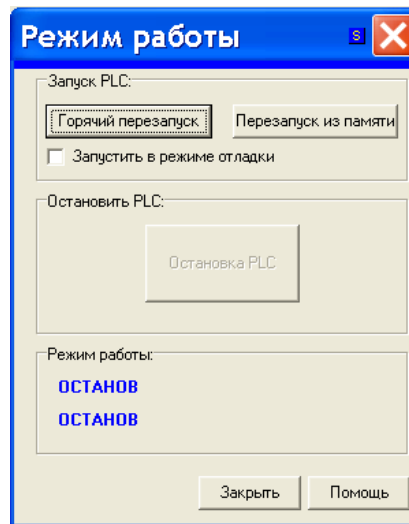 Режим работы S
Запуск PLC:
Горячий перезапуск Перезапуск из памяти
Запустить в режиме отладки
Остановить PLC:
Остановка PLC
Режим работы:
ОСТАНОВ
ОСТАНОВ
Закрыть Помощь